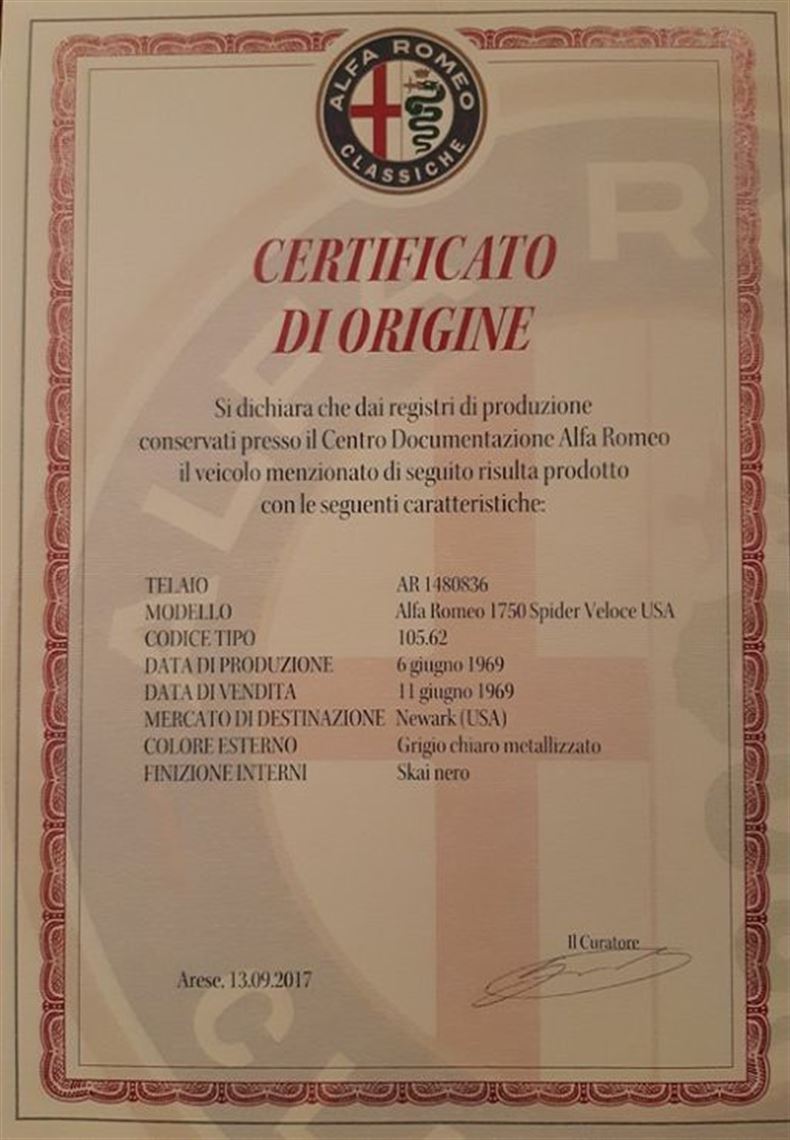 ALFA ROMEO
CLASSICHE
CERTIFICATO
DI ORIGINE
Si dichiara che dai registri di produzione
conservati presso il Centro Documentazione Alfa Romeo
il veicolo menzionato di seguito risulta prodotto
con le seguenti caratteristiche:
TELAIO AR 1480836
MODELLO Alfa Romeo 1750 Spider Veloce USA
CODICE TIPO 105.62
DATA DI PRODUZIONE 6 giugno 1969
DATA DI VENDITA 11 giugno 1969
MERCATO DI DESTINAZIONE Newark (USA)
COLORE ESTERNO Grigio chiaro metallizzato
FINIZIONE INTERNI Skai nero
Il Curatore
Arese, 13.09.2017